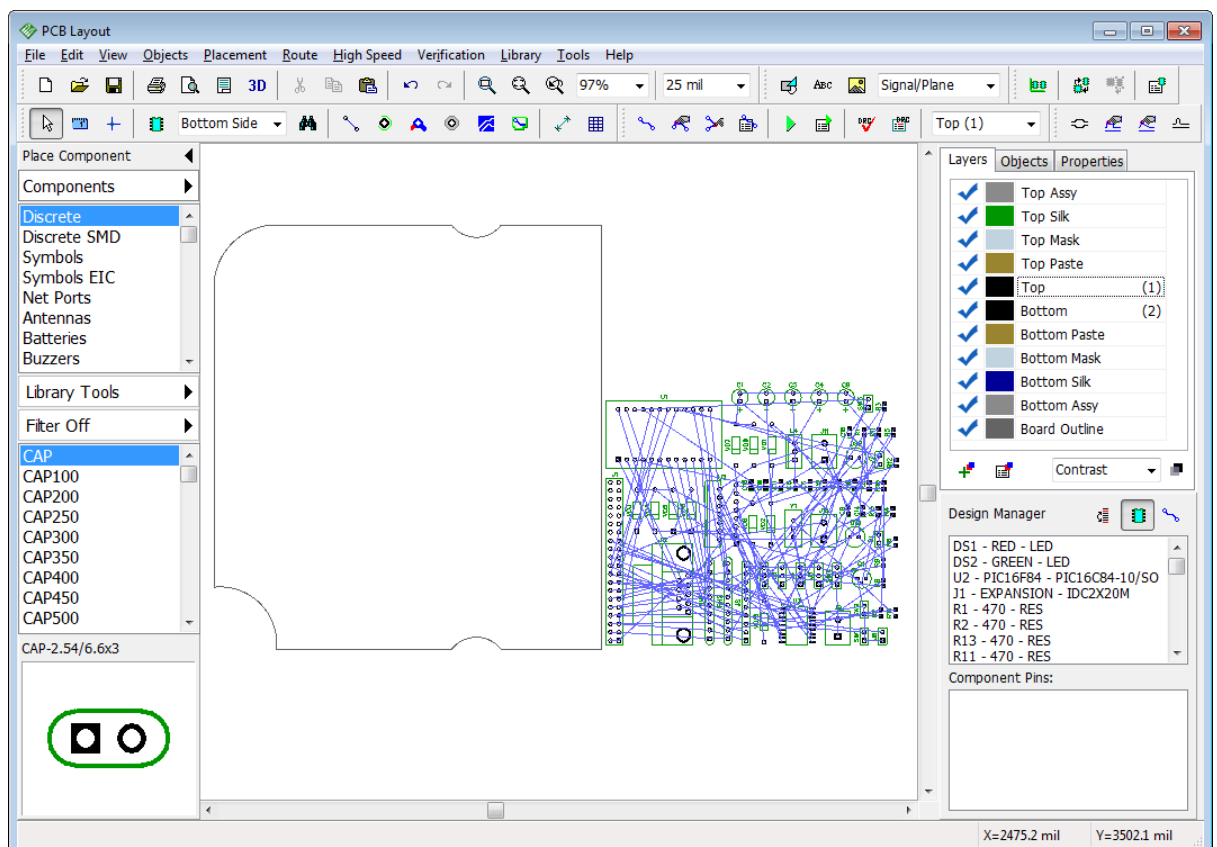 PCB Layout
File Edit View Objects Placement Route High Speed Verification Library Tools Help
3D 97% 25 mil ABC Signal/Plane
Bottom Side DRC DRC Top (1)
Place Component
Components
Discrete
Discrete SMD
Symbols
Symbols EIC
Net Ports
Antennas
Batteries
Buzzers
Library Tools
Filter Off
CAP
CAP100
CAP200
CAP250
CAP300
CAP350
CAP400
CAP450
CAP500
CAP-2.54/6.6x3
Layers Objects Properties
Top Assy
Top Silk
Top Mask
Top Paste
Top (1)
Bottom (2)
Bottom Paste
Bottom Mask
Bottom Silk
Bottom Assy
Board Outline
Contrast
Design Manager
DS1 - RED - LED
DS2 - GREEN - LED
U2 - PIC16F84 - PIC16C84-10/SO
J1 - EXPANSION - IDC2X20M
R1 - 470 - RES
R2 - 470 - RES
R13 - 470 - RES
R11 - 470 - RES
Component Pins:
X=2475.2 mil Y=3502.1 mil